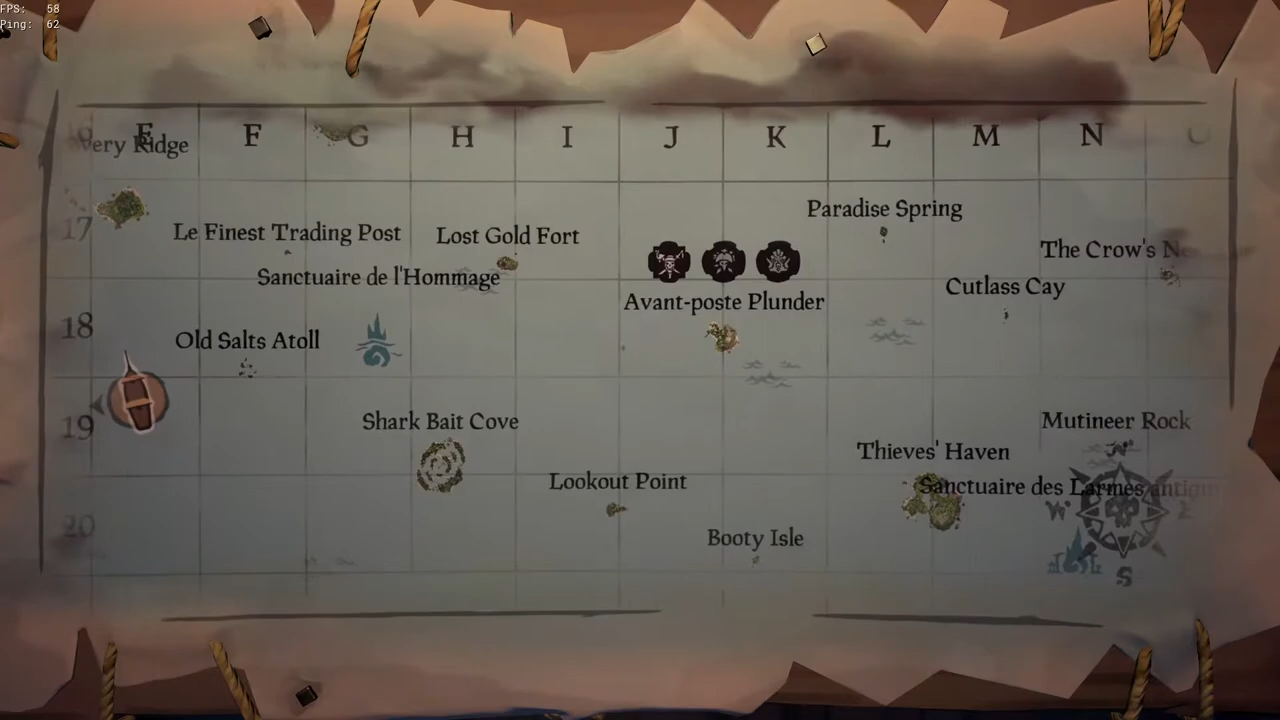 FPS: 58
Ping: 62
E F G H I J K L M N
very Ridge
17
Le Finest Trading Post
Lost Gold Fort
Paradise Spring
The Crow's
Sanctuaire de l'Hommage
Avant-poste Plunder
Cutlass Cay
18
Old Salts Atoll
19
Shark Bait Cove
Mutineer Rock
Thieves' Haven
N
Lookout Point
Sanctuaire des Larmes
W
20
Booty Isle
S